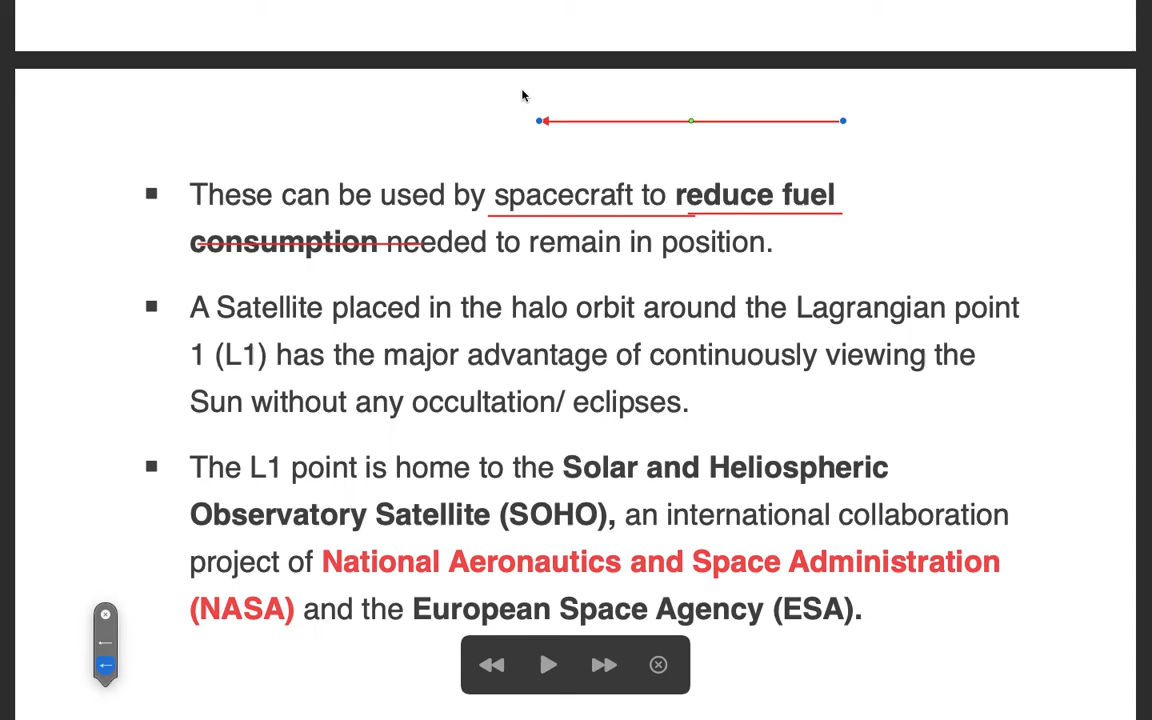 These can be used by spacecraft to reduce fuel
consumption needed to remain in position.
A Satellite placed in the halo orbit around the Lagrangian point
1 (L1) has the major advantage of continuously viewing the
Sun without any occultation/ eclipses.
The L1 point is home to the Solar and Heliospheric
Observatory Satellite (SOHO), an international collaboration
project of National Aeronautics and Space Administration
(NASA) and the European Space Agency (ESA).